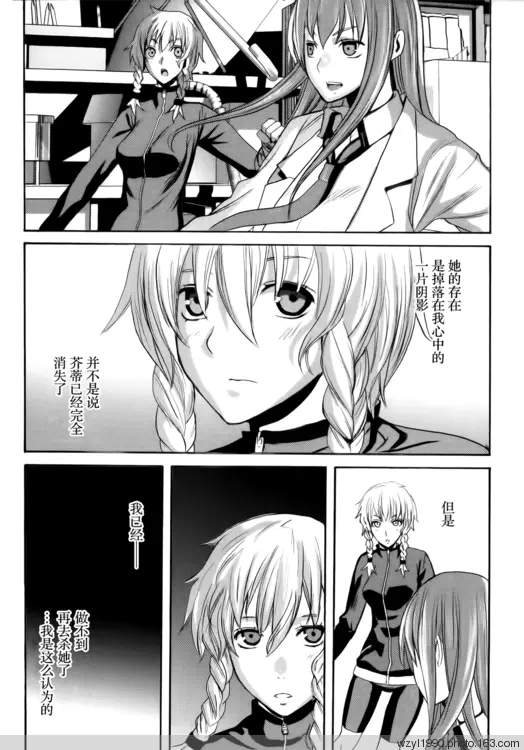 她的存在
是掉落在我心中的
一片阴影
并不是说
芥蒂已经完全
消失了
但是
我已经——
做不到
再去杀她了
…我是这么认为的
wzyl1990.photo.163.com